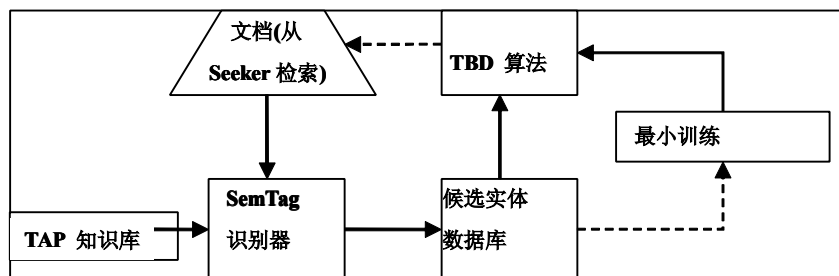 文档(从
Seeker 检索)
TBD 算法
最小训练
SemTag
识别器
候选实体
数据库
TAP 知识库